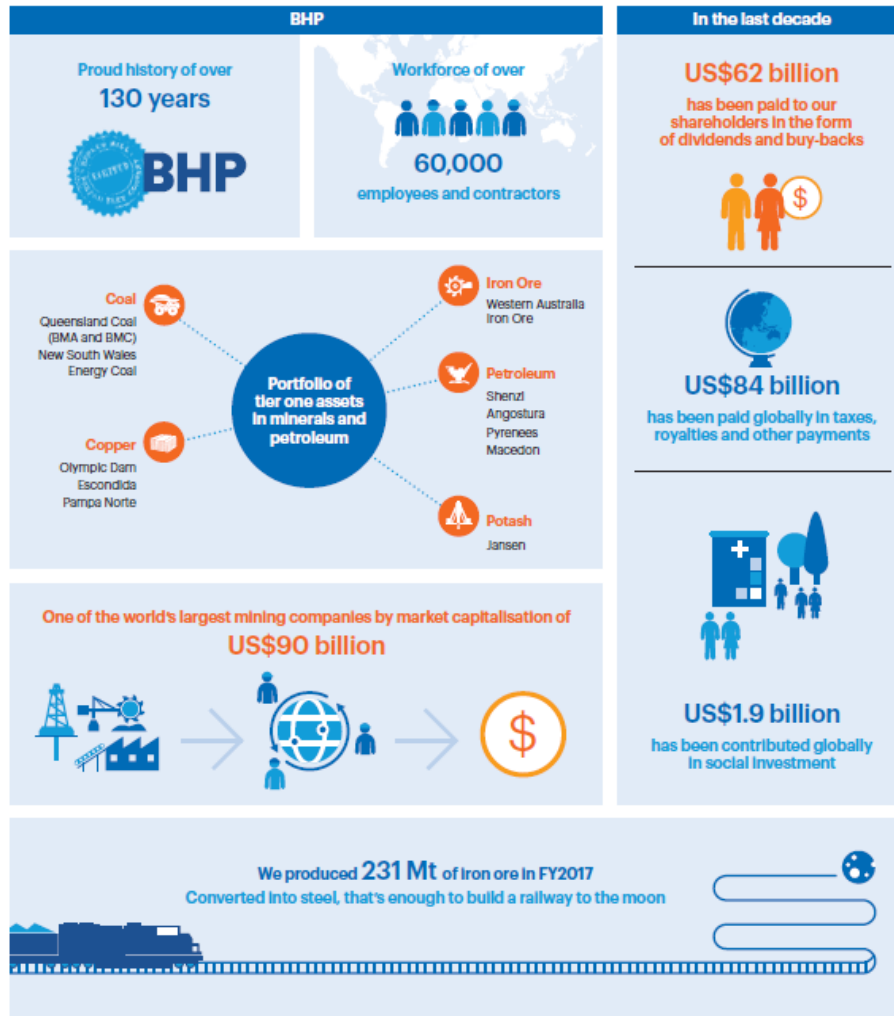 BHP
Proud history of over
130 years
LIMITED
BHP
Workforce of over
60,000
employees and contractors
Coal
Queensland Coal
(BMA and BMC)
New South Wales
Energy Coal
Copper
Olympic Dam
Escondida
Pampa Norte
Portfolio of
tier one assets
in minerals and
petroleum
Iron Ore
Western Australia
Iron Ore
Petroleum
Shenzi
Angostura
Pyrenees
Macedon
Potash
Jansen
One of the world's largest mining companies by market capitalisation of
US$90 billion
$
In the last decade
US$62 billion
has been paid to our
shareholders in the form
of dividends and buy-backs
$
US$84 billion
has been paid globally in taxes,
royalties and other payments
US$1.9 billion
has been contributed globally
in social investment
We produced 231 Mt of iron ore in FY2017
Converted into steel, that's enough to build a railway to the moon